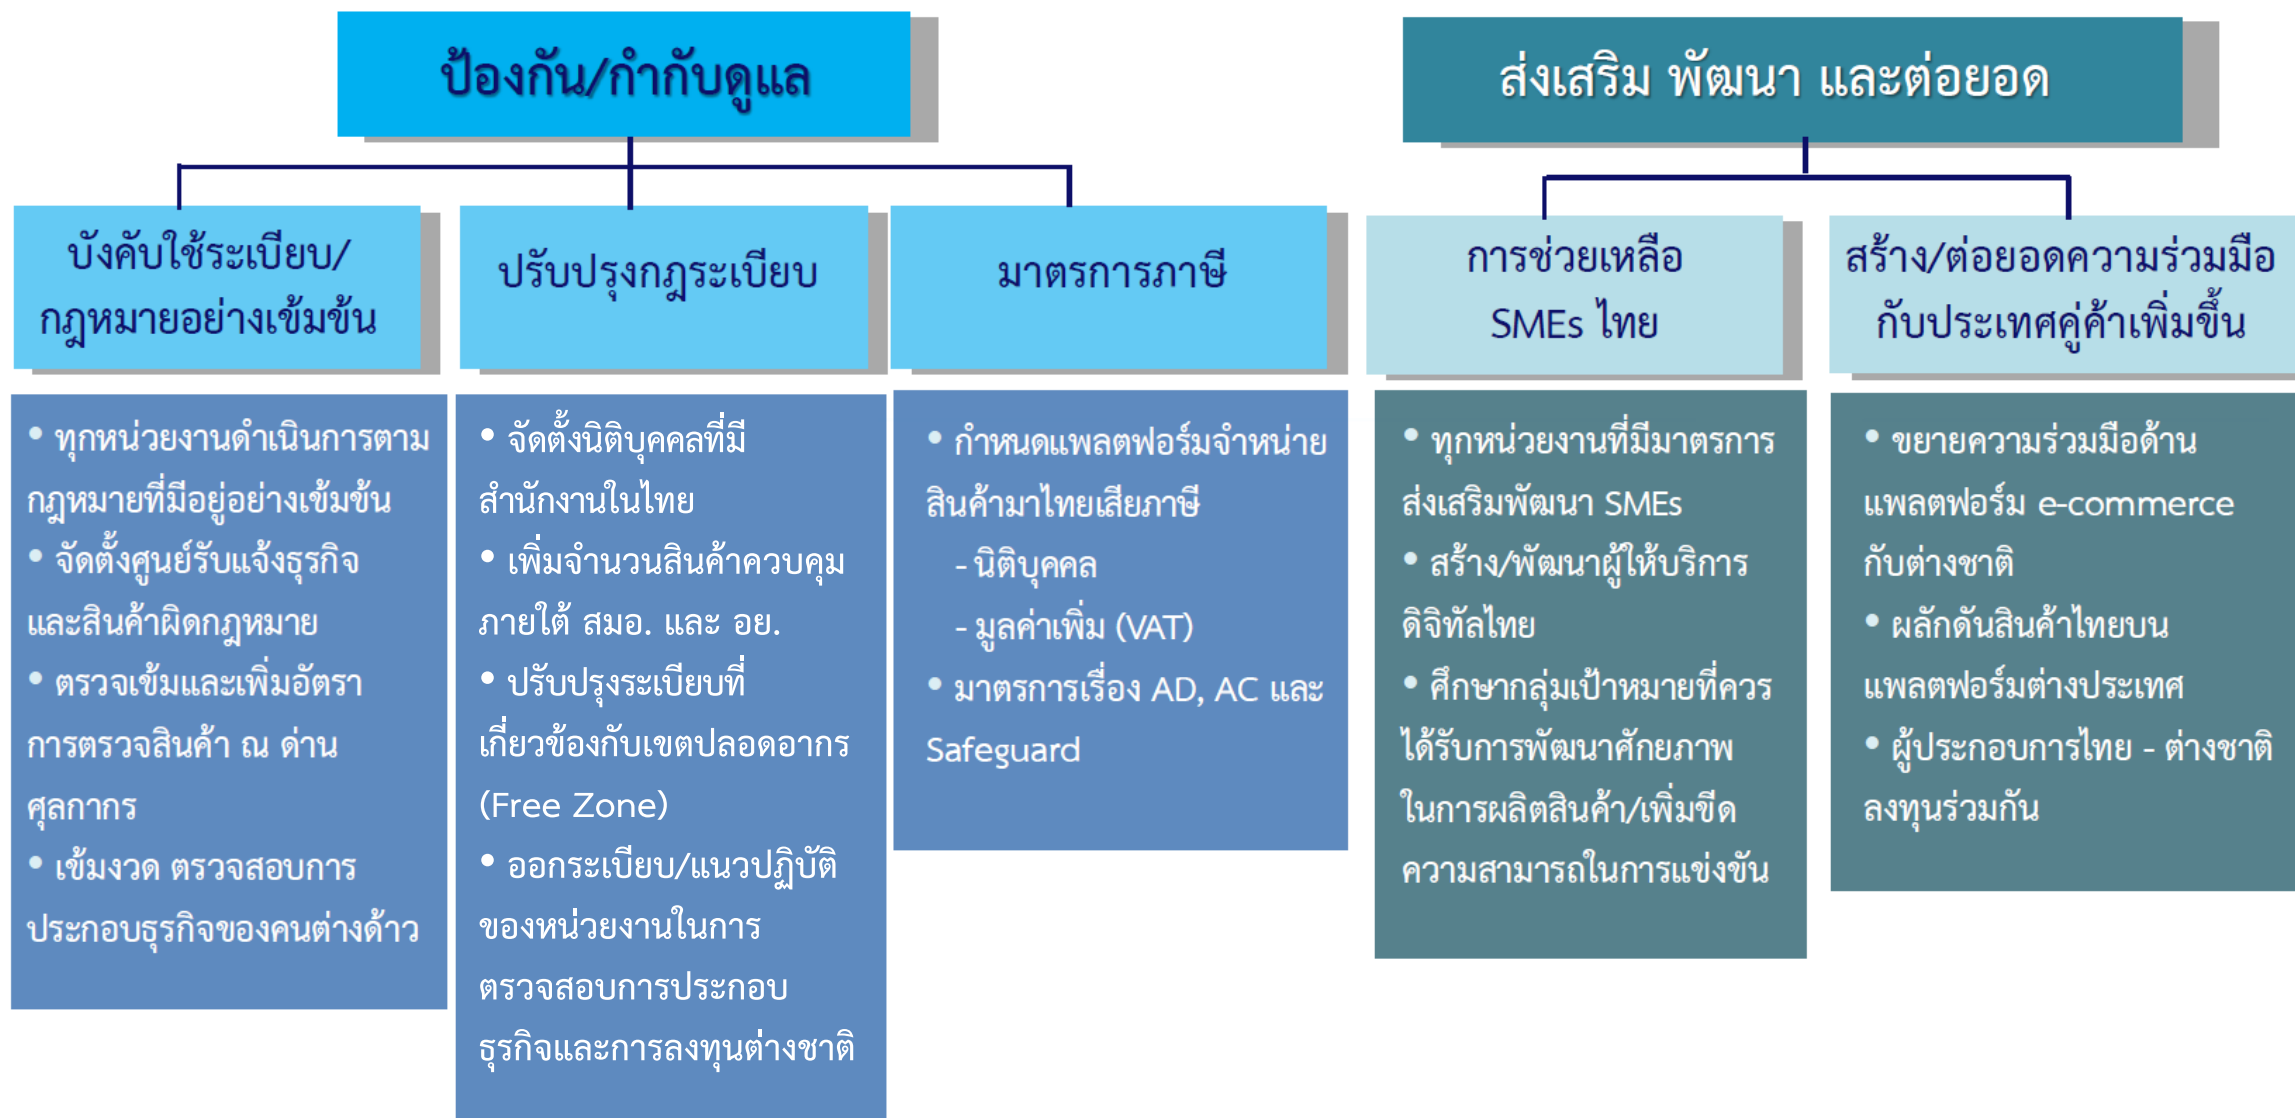 ป้องกัน/กำกับดูแล
บังคับใช้ระเบียบ/
กฎหมายอย่างเข้มข้น
• ทุกหน่วยงานดำเนินการตาม
กฎหมายที่มีอยู่อย่างเข้มข้น
• จัดตั้งศูนย์รับแจ้งธุรกิจ
และสินค้าผิดกฎหมาย
• ตรวจเข้มและเพิ่มอัตรา
การตรวจสินค้า ณ ด่าน
ศุลกากร
• เข้มงวด ตรวจสอบการ
ประกอบธุรกิจของคนต่างด้าว
ปรับปรุงกฎระเบียบ
• จัดตั้งนิติบุคคลที่มี
สำนักงานในไทย
• เพิ่มจำนวนสินค้าควบคุม
ภายใต้ สมอ. และ อย.
• ปรับปรุงระเบียบที่
เกี่ยวข้องกับเขตปลอดอากร
(Free Zone)
• ออกระเบียบ/แนวปฏิบัติ
ของหน่วยงานในการ
ตรวจสอบการประกอบ
ธุรกิจและการลงทุนต่างชาติ
มาตรการภาษี
• กำหนดแพลตฟอร์มจำหน่าย
สินค้ามาไทยเสียภาษี
- นิติบุคคล
- มูลค่าเพิ่ม (VAT)
• มาตรการเรื่อง AD, AC และ
Safeguard
ส่งเสริม พัฒนา และต่อยอด
การช่วยเหลือ
SMEs ไทย
• ทุกหน่วยงานที่มีมาตรการ
ส่งเสริมพัฒนา SMEs
• สร้าง/พัฒนาผู้ให้บริการ
ดิจิทัลไทย
• ศึกษากลุ่มเป้าหมายที่ควร
ได้รับการพัฒนาศักยภาพ
ในการผลิตสินค้า/เพิ่มขีด
ความสามารถในการแข่งขัน
สร้าง/ต่อยอดความร่วมมือ
กับประเทศคู่ค้าเพิ่มขึ้น
• ขยายความร่วมมือด้าน
แพลตฟอร์ม e-commerce
กับต่างชาติ
• ผลักดันสินค้าไทยบน
แพลตฟอร์มต่างประเทศ
• ผู้ประกอบการไทย - ต่างชาติ
ลงทุนร่วมกัน